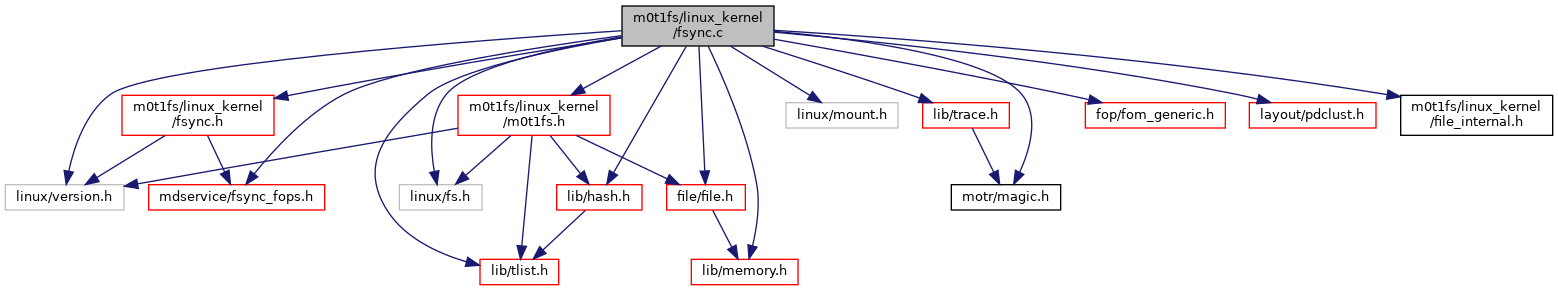 m0t1fs/linux_kernel
/fsync.c
m0t1fs/linux_kernel
/fsync.h
m0t1fs/linux_kernel
/m0t1fs.h
linux/mount.h
lib/trace.h
fop/fom_generic.h
layout/pdclust.h
m0t1fs/linux_kernel
/file_internal.h
linux/version.h
mdservice/fsync_fops.h
linux/fs.h
lib/hash.h
file/file.h
motr/magic.h
lib/tlist.h
lib/memory.h